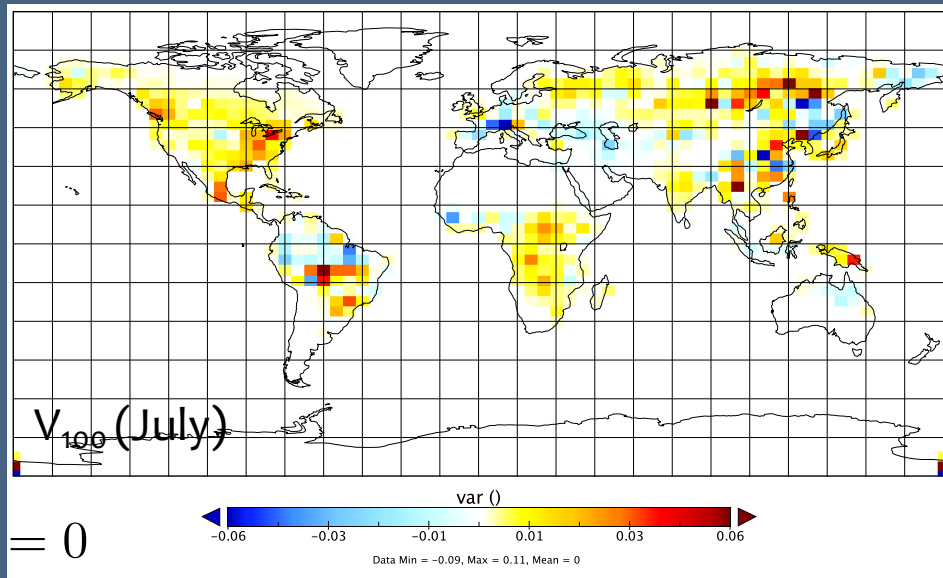 V₁₀₀ (July)
var ()
-0.06 -0.03 -0.01 0.01 0.03 0.06
= 0
Data Min = -0.09, Max = 0.11, Mean = 0